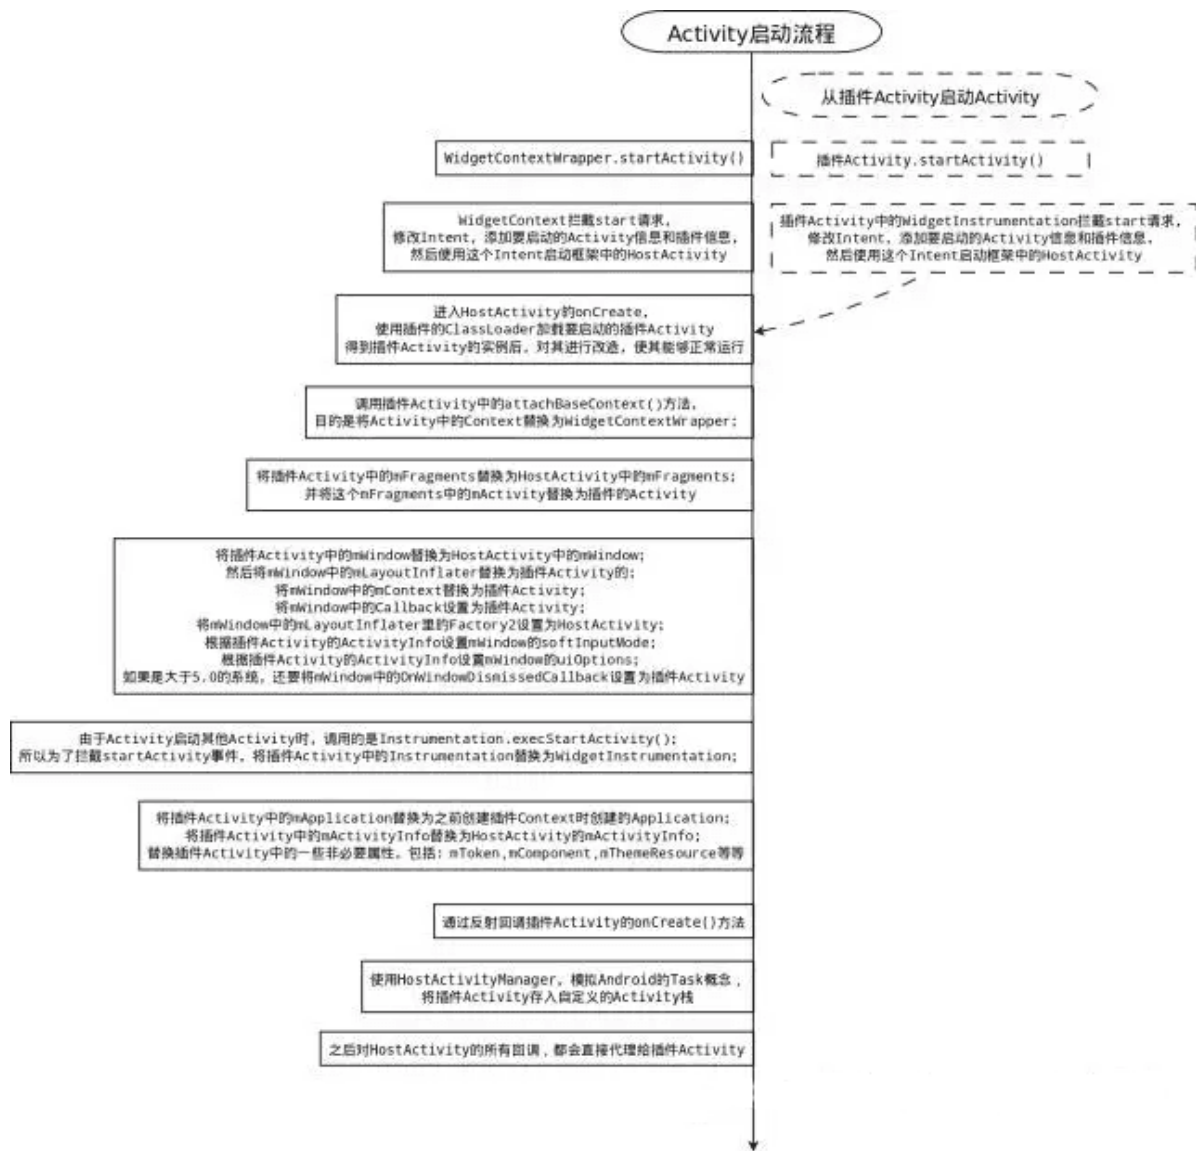 Activity启动流程
从插件Activity启动Activity
WidgetContextWrapper.startActivity()
插件Activity.startActivity()
WidgetContext拦截start请求，
修改Intent，添加要启动的Activity信息和插件信息，
然后使用这个Intent启动框架中的HostActivity
插件Activity中的WidgetInstrumentation拦截start请求，
修改Intent，添加要启动的Activity信息和插件信息，
然后使用这个Intent启动框架中的HostActivity
进入HostActivity的onCreate，
使用插件的ClassLoader加载要启动的插件Activity
得到插件Activity的实例后，对其进行改造，使其能够正常运行
调用插件Activity中的attachBaseContext()方法，
目的是将Activity中的Context替换为WidgetContextWrapper;
将插件Activity中的mFragments替换为HostActivity中的mFragments;
并将这个mFragments中的mActivity替换为插件的Activity
将插件Activity中的mWindow替换为HostActivity中的mWindow;
然后将mWindow中的mLayoutInflater替换为插件Activity的;
将mWindow中的mContext替换为插件Activity;
将mWindow中的Callback设置为插件Activity;
将mWindow中的mLayoutInflater里的Factory2设置为HostActivity;
根据插件Activity的ActivityInfo设置mWindow的softInputMode;
根据插件Activity的ActivityInfo设置mWindow的uiOptions;
如果是大于5.0的系统，还要将mWindow中的OnWindowDismissedCallback设置为插件Activity
由于Activity启动其他Activity时，调用的是Instrumentation.execStartActivity();
所以为了拦截startActivity事件，将插件Activity中的Instrumentation替换为WidgetInstrumentation;
将插件Activity中的mApplication替换为之前创建插件Context时创建的Application;
将插件Activity中的mActivityInfo替换为HostActivity的mActivityInfo;
替换插件Activity中的一些非必要属性，包括：mToken,mComponent,mThemeResource等等
通过反射回调插件Activity的onCreate()方法
使用HostActivityManager，模拟Android的Task概念，
将插件Activity存入自定义的Activity栈
之后对HostActivity的所有回调，都会直接代理给插件Activity